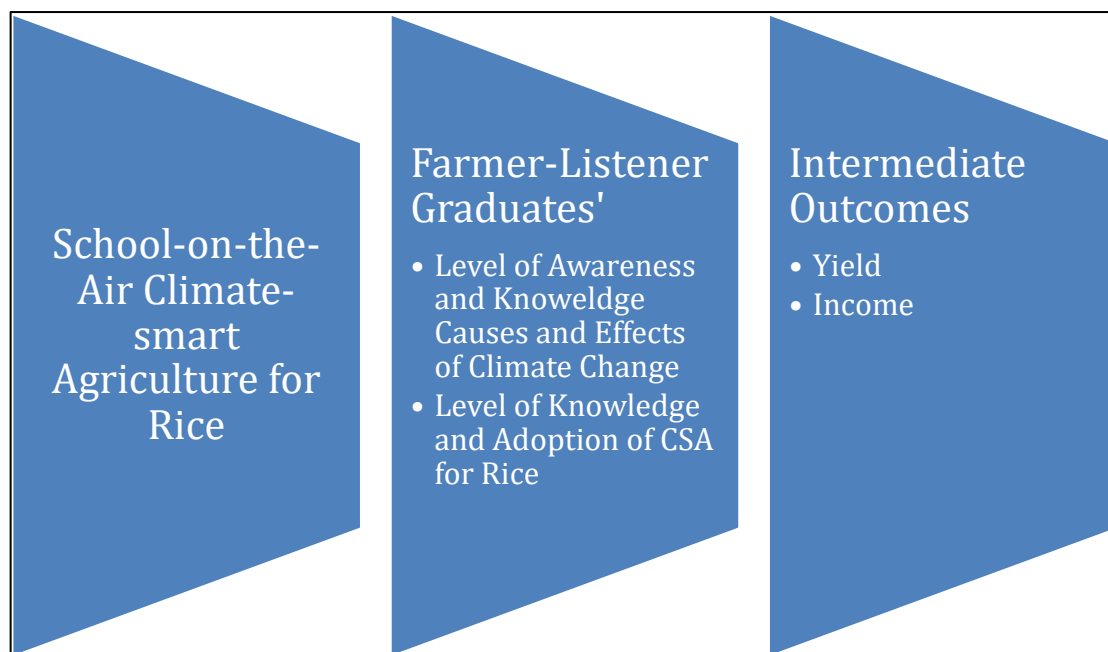 School-on-the-
Air Climate-
smart
Agriculture for
Rice
Farmer-Listener
Graduates'
• Level of Awareness
and Knoweldge
Causes and Effects
of Climate Change
• Level of Knowledge
and Adoption of CSA
for Rice
Intermediate
Outcomes
• Yield
• Income